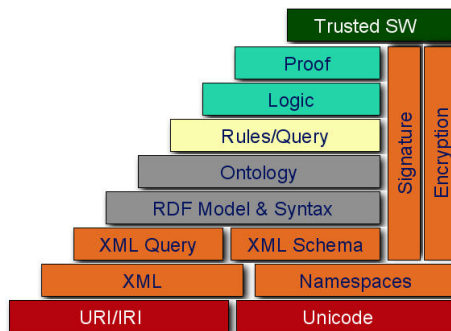 Trusted SW
Proof
Logic
Rules/Query
Ontology
RDF Model & Syntax
XML Query
XML Schema
XML
Namespaces
URI/IRI
Unicode
Signature
Encryption